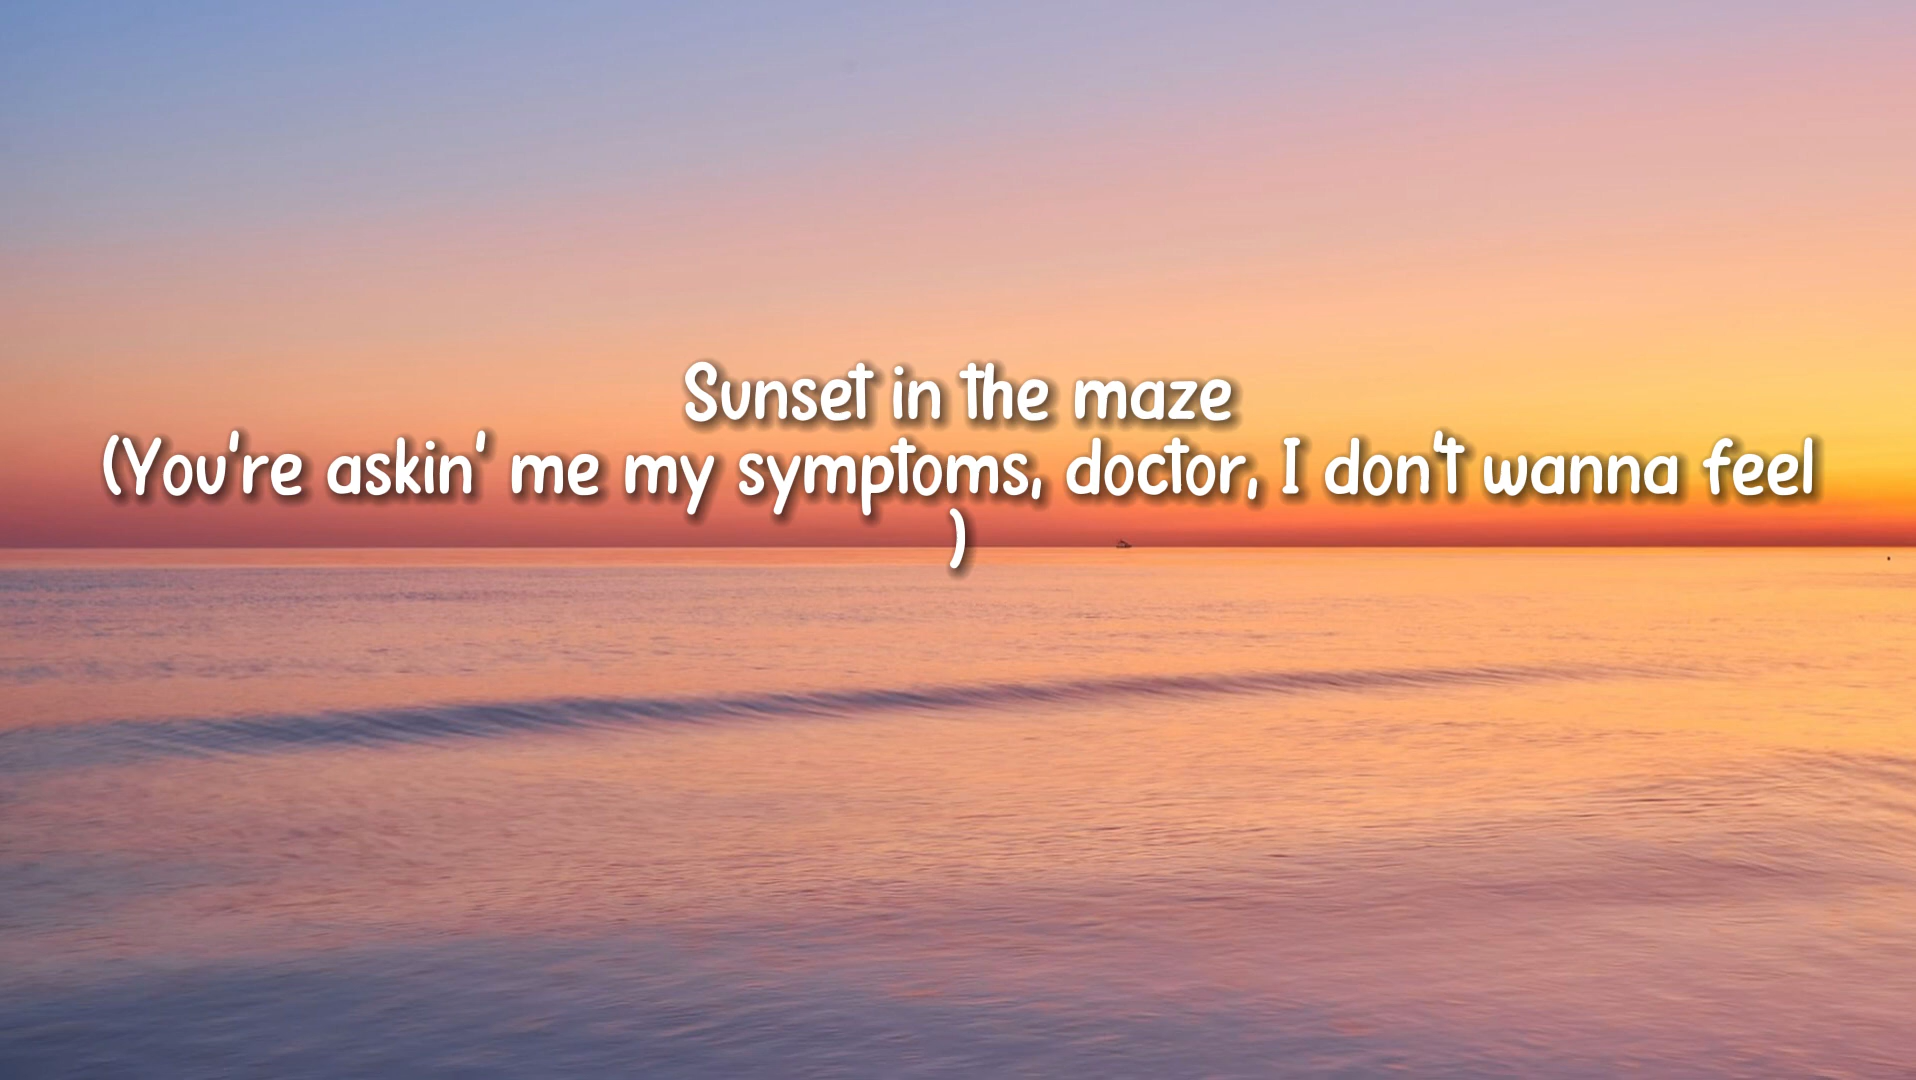 Sunset in the maze
(You're askin' me my symptoms, doctor, I don't wanna feel
)